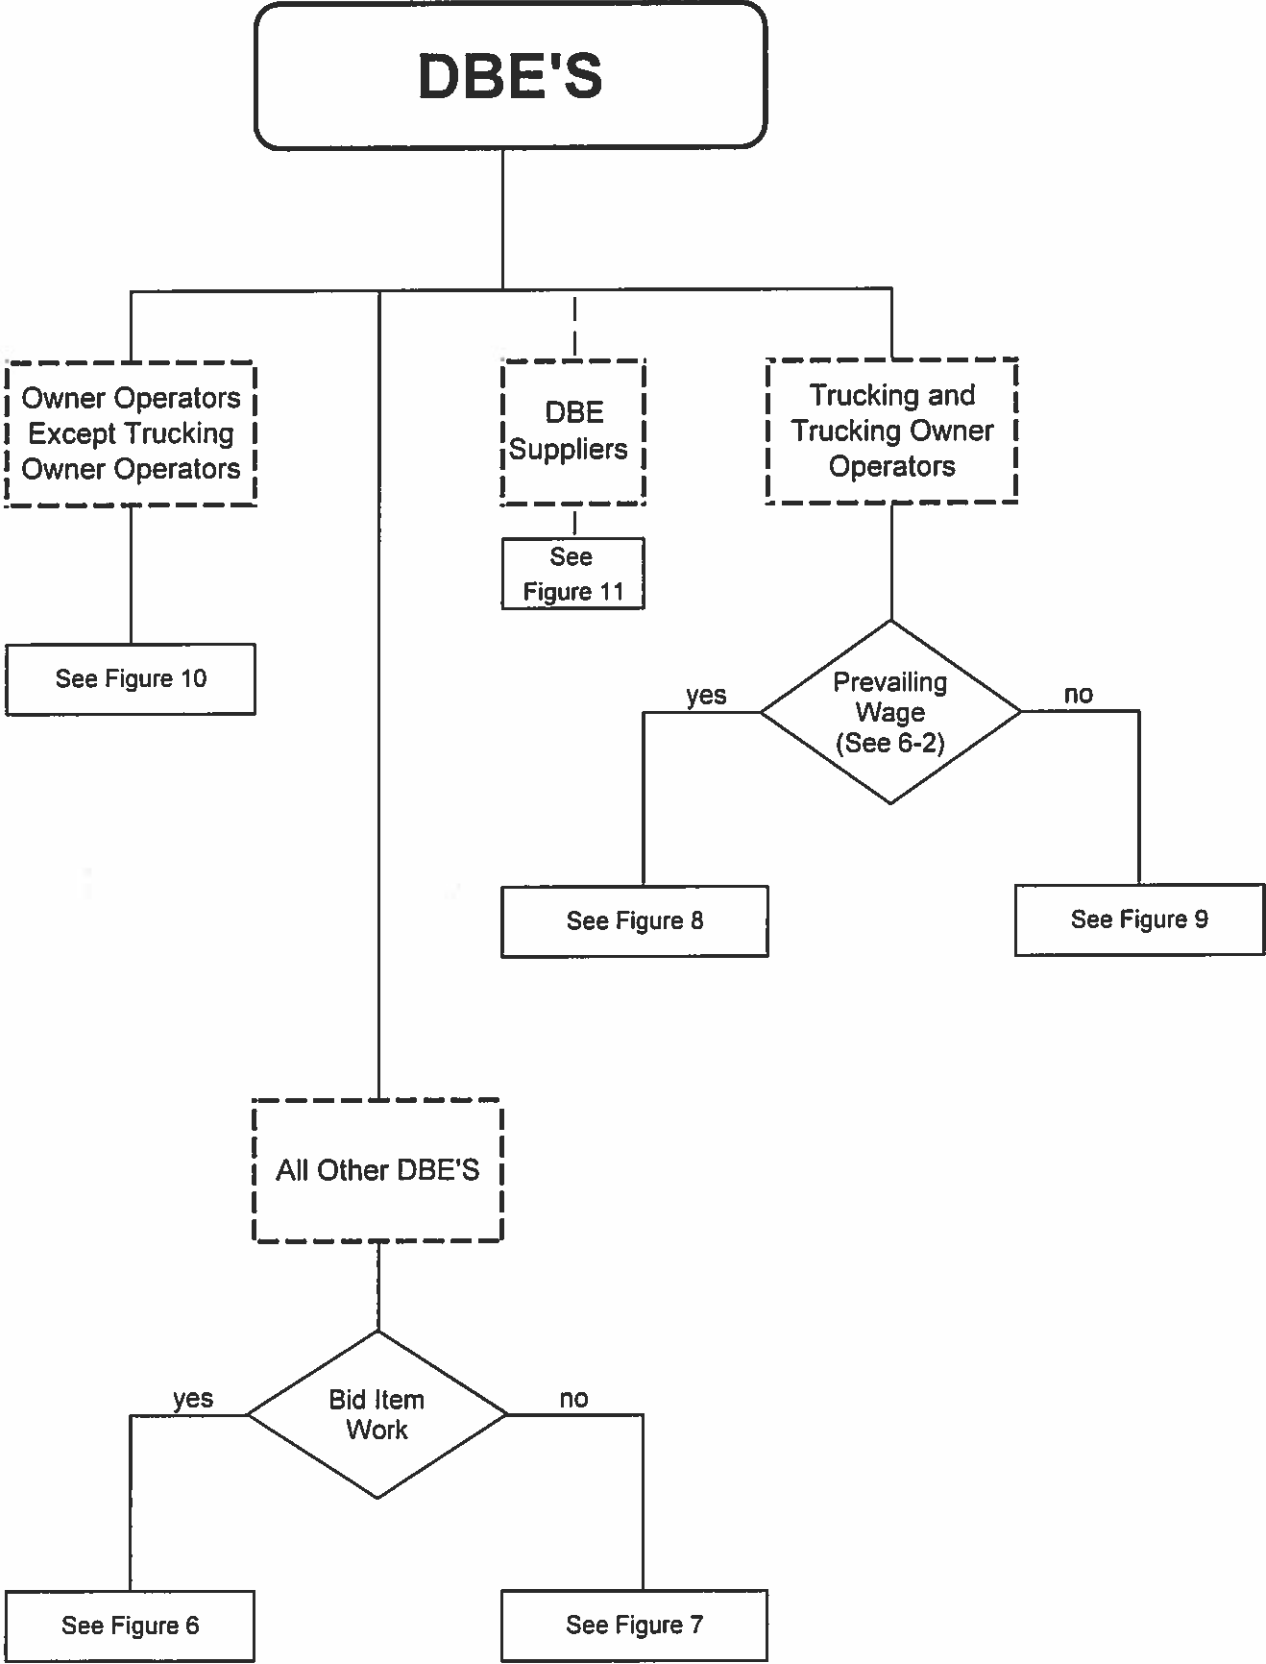 DBE'S
Owner Operators
Except Trucking
Owner Operators
DBE
Suppliers
Trucking and
Trucking Owner
Operators
See
Figure 11
See Figure 10
Prevailing
Wage
(See 6-2)
yes
no
See Figure 8
See Figure 9
All Other DBE'S
Bid Item
Work
yes
no
See Figure 6
See Figure 7